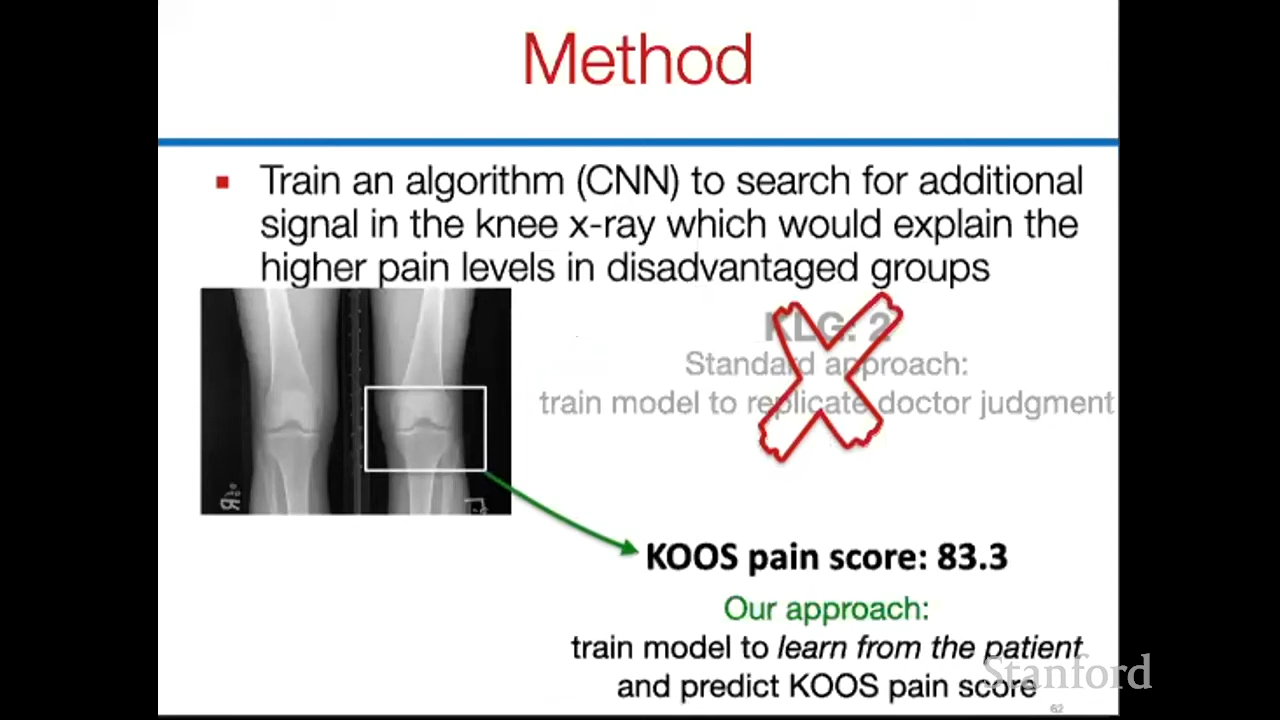 Method
Train an algorithm (CNN) to search for additional
signal in the knee x-ray which would explain the
higher pain levels in disadvantaged groups
KLG: 2
Standard approach:
train model to replicate doctor judgment
R
KOOS pain score: 83.3
Our approach:
train model to learn from the patient
and predict KOOS pain score
Stanford
62